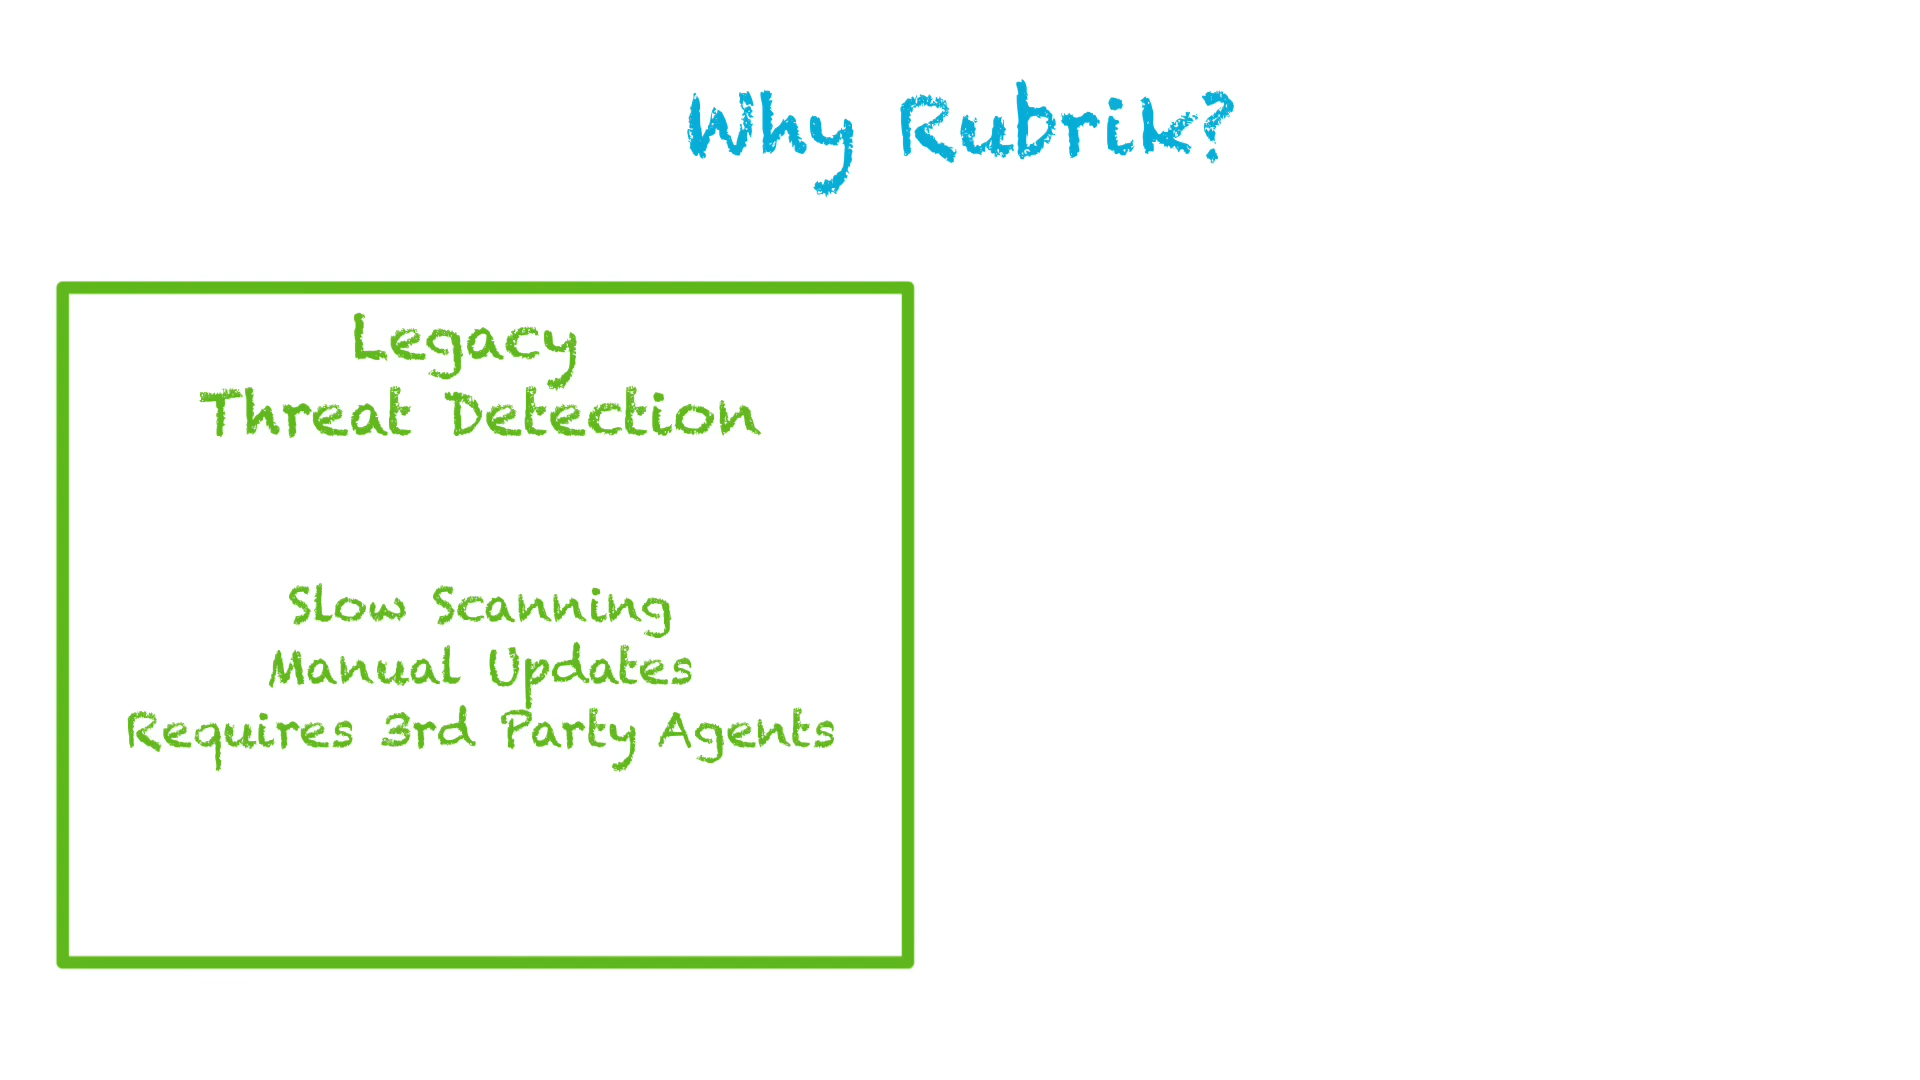 Why Rubrik?
Legacy
Threat Detection
Slow Scanning
Manual Updates
Requires 3rd Party Agents